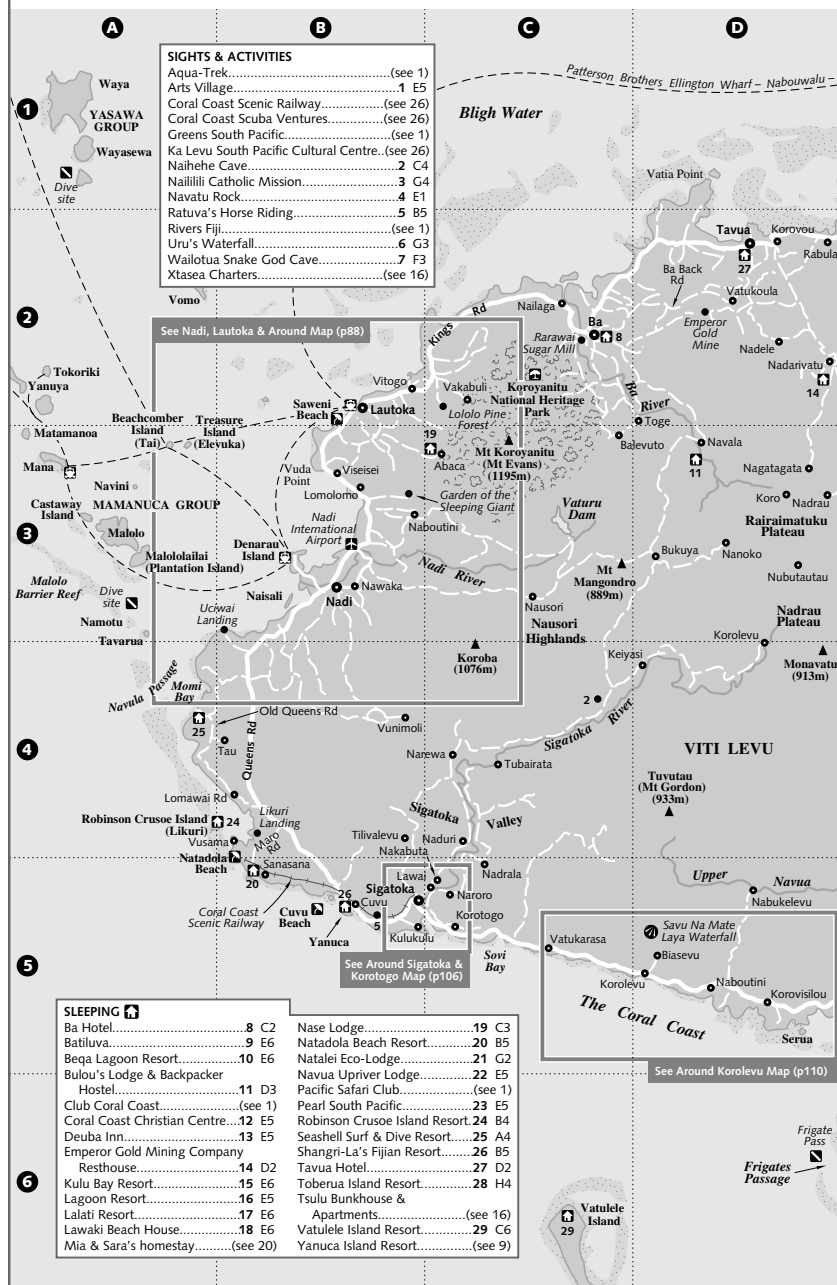 A
B
C
D
1
2
3
4
5
6
SIGHTS & ACTIVITIES
Aqua-Trek..............................(see 1)
Arts Village..............................1 E5
Coral Coast Scenic Railway......(see 26)
Coral Coast Scuba Ventures......(see 26)
Greens South Pacific.................(see 1)
Ka Levu South Pacific Cultural Centre..(see 26)
Naihehe Cave...........................2 C4
Naililili Catholic Mission.............3 G4
Navatu Rock............................4 E1
Ratuva's Horse Riding................5 B5
Rivers Fiji................................(see 1)
Uru's Waterfall.........................6 G3
Wailotua Snake God Cave.........7 F3
Xtasea Charters.......................(see 16)
Patterson Brothers Ellington Wharf – Nabouwalu –
Waya
YASAWA
GROUP
Wayasewa
Dive
site
Bligh Water
Vatia Point
Tavua
Korovou
27
Rabula
Ba Back
Rd
Vatukoula
Emperor
Gold
Mine
Nadele
Nadarivatu
14
Vomo
See Nadi, Lautoka & Around Map (p88)
Kings Rd
Nailaga
Ba
8
Rarawai
Sugar Mill
Koroyanitu
National Heritage
Park
Ba
River
Toge
Tokoriki
Yanuya
Matamanoa
Beachcomber
Island
(Tai)
Treasure
Island
(Elevuka)
Saweni
Beach
Lautoka
Vitogo
Vakabuli
Lololo Pine
Forest
19
Abaca
Mt Koroyanitu
(Mt Evans)
(1195m)
Balevuto
Navala
11
Nagatagata
Koro
Nadrau
Rairaimatuku
Plateau
Mana
Navini
Castaway
Island
MAMANUCA GROUP
Malolo
Malololailai
(Plantation Island)
Vuda
Point
Viseisei
Lomolomo
Garden of the
Sleeping Giant
Naboutini
Nadi
International
Airport
Denarau
Island
Vaturu
Dam
Nadi River
Mt
Mangondro
(889m)
Bukuya
Nanoko
Nubutautau
Malolo
Barrier Reef
Dive
site
Namotu
Tavarua
Naisali
Nadi
Nawaka
Uciwai
Landing
Nausori
Nausori
Highlands
Nadrau
Plateau
Korolevu
Koroba
(1076m)
Keiyasi
Monavatu
(913m)
Navula Passage
Momi
Bay
Old Queens Rd
25
Tau
Queens Rd
Vunimoli
2
Sigatoka
River
Narewa
Tubairata
VITI LEVU
Tuvutau
(Mt Gordon)
(933m)
Lomawai Rd
Robinson Crusoe Island
(Likuri)
24
Likuri
Landing
Maro
Rd
Vusama
Natadola
Beach
Sanasana
20
Sigatoka
Valley
Tilivalevu
Naduri
Nakabuta
Nadrala
Lawai
Sigatoka
Naroro
Korotogo
Kulukulu
26
Cuvu
5
Coral Coast
Scenic Railway
Cuvu
Beach
Yanuca
See Around Sigatoka &
Korotogo Map (p106)
Sovi
Bay
Upper
Navua
Nabukelevu
Savu Na Mate
Laya Waterfall
Vatukarasa
Biasevu
Korolevu
Naboutini
Korovisilou
The Coral Coast
Serua
See Around Korolevu Map (p110)
SLEEPING
Ba Hotel..............................8 C2
Batiluva...............................9 E6
Beqa Lagoon Resort..............10 E6
Bulou's Lodge & Backpacker
Hostel..............................11 D3
Club Coral Coast..................(see 1)
Coral Coast Christian Centre....12 E5
Deuba Inn...........................13 E5
Emperor Gold Mining Company
Resthouse.........................14 D2
Kulu Bay Resort...................15 E6
Lagoon Resort.....................16 E5
Lalati Resort........................17 E6
Lawaki Beach House..............18 E6
Mia & Sara's homestay..........(see 20)
Nase Lodge.........................19 C3
Natadola Beach Resort..........20 B5
Natalei Eco-Lodge................21 G2
Navua Upriver Lodge............22 E5
Pacific Safari Club................(see 1)
Pearl South Pacific................23 E5
Robinson Crusoe Island Resort.24 B4
Seashell Surf & Dive Resort.....25 A4
Shangri-La's Fijian Resort........26 B5
Tavua Hotel........................27 D2
Toberua Island Resort............28 H4
Tsulu Bunkhouse &
Apartments......................(see 16)
Vatulele Island Resort............29 C6
Yanuca Island Resort............(see 9)
29
Vatulele
Island
Frigate
Pass
Frigates
Passage